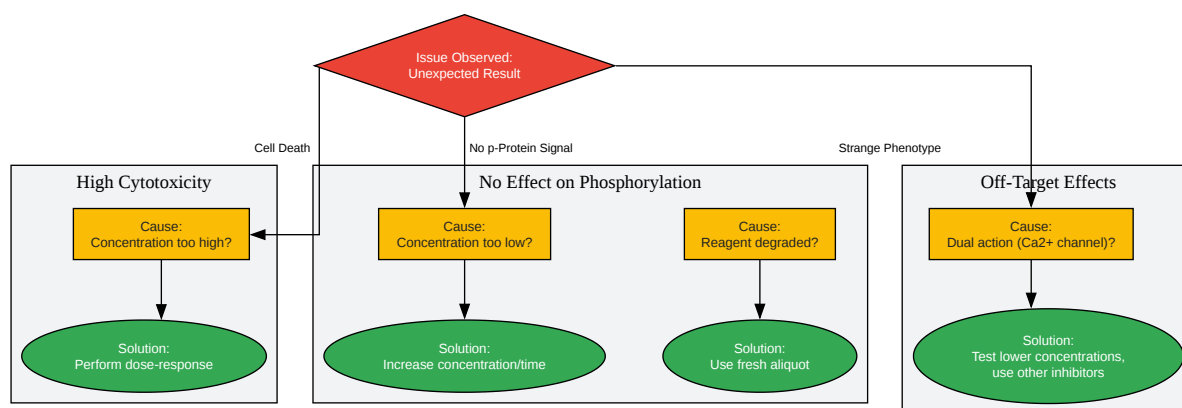 Issue Observed:
Unexpected Result
Cell Death
No p-Protein Signal
Strange Phenotype
High Cytotoxicity
No Effect on Phosphorylation
Off-Target Effects
Cause:
Concentration too high?
Cause:
Concentration too low?
Cause:
Reagent degraded?
Cause:
Dual action (Ca2+ channel)?
Solution:
Perform dose-response
Solution:
Increase concentration/time
Solution:
Use fresh aliquot
Solution:
Test lower concentrations,
use other inhibitors